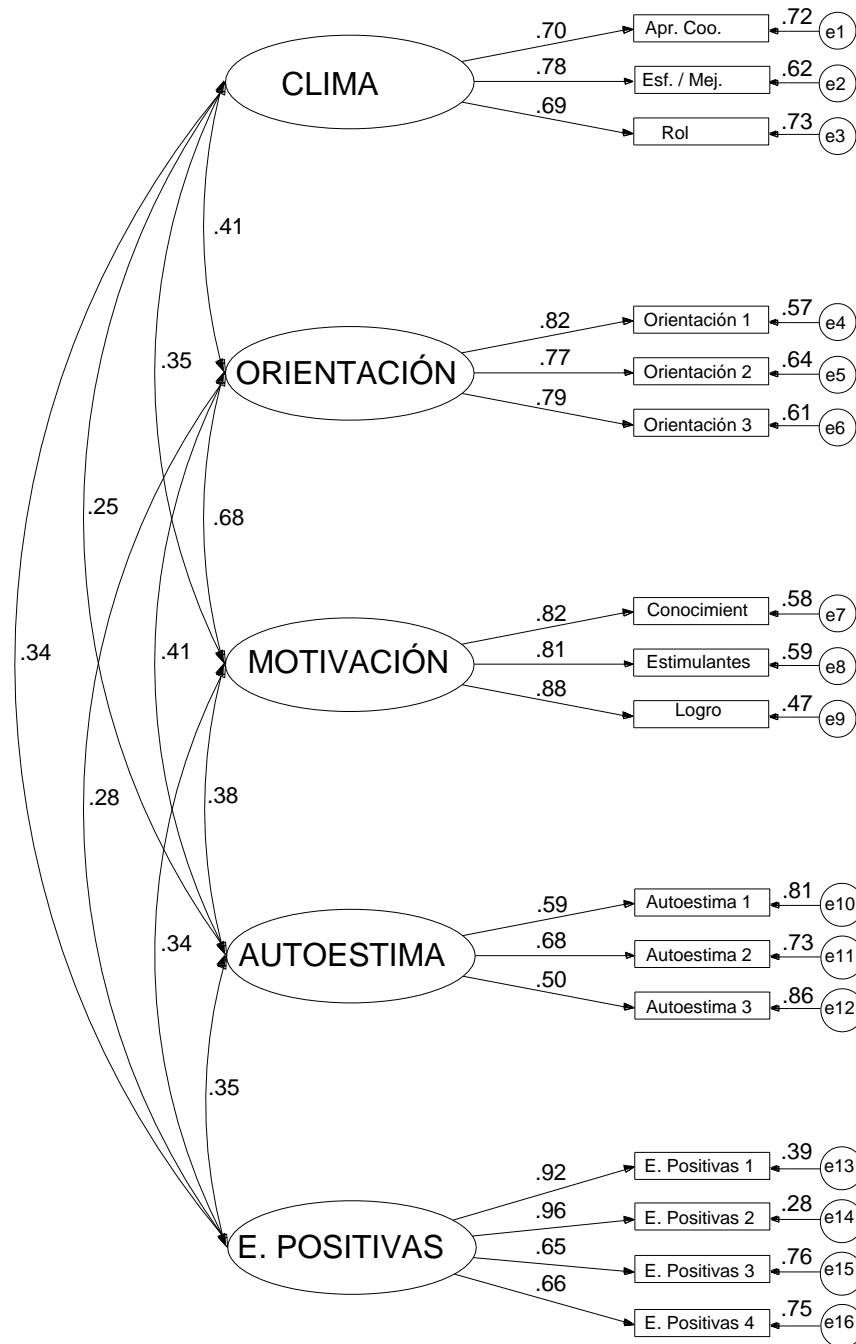 .70 Apr. Coo. .72 e1
CLIMA .78 Esf. / Mej. .62 e2
.69 Rol .73 e3
.41
.82 Orientación 1 .57 e4
.35 ORIENTACIÓN .77 Orientación 2 .64 e5
.79 Orientación 3 .61 e6
.25 .68
.82 Conocimient .58 e7
.34 .41 MOTIVACIÓN .81 Estimulantes .59 e8
.88 Logro .47 e9
.28 .38
.59 Autoestima 1 .81 e10
.34 AUTOESTIMA .68 Autoestima 2 .73 e11
.50 Autoestima 3 .86 e12
.35
.92 E. Positivas 1 .39 e13
.96 E. Positivas 2 .28 e14
E. POSITIVAS .65 E. Positivas 3 .76 e15
.66 E. Positivas 4 .75 e16